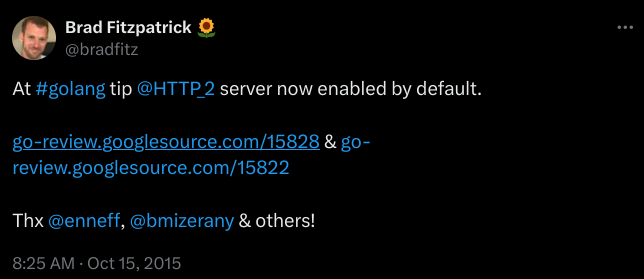 Brad Fitzpatrick 🌻
@bradfitz
At #golang tip @HTTP_2 server now enabled by default.
go-review.googlesource.com/15828 & go-
review.googlesource.com/15822
Thx @enneff, @bmizerany & others!
8:25 AM · Oct 15, 2015